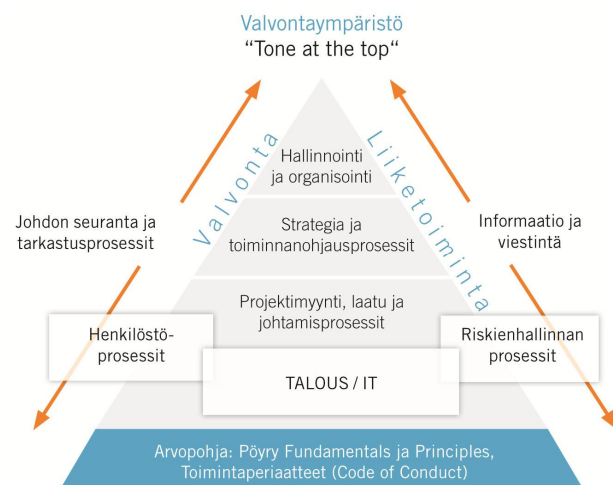 Valvontaympäristö
“Tone at the top“
Valvonta
Liiketoiminta
Hallinnointi
ja organisointi
Johdon seuranta ja
tarkastusprosessit
Strategia ja
toiminnanohjausprosessit
Informaatio ja
viestintä
Projektimyynti, laatu ja
johtamisprosessit
Henkilöstö-
prosessit
Riskienhallinnan
prosessit
TALOUS / IT
Arvopohja: Pöyry Fundamentals ja Principles,
Toimintaperiaatteet (Code of Conduct)